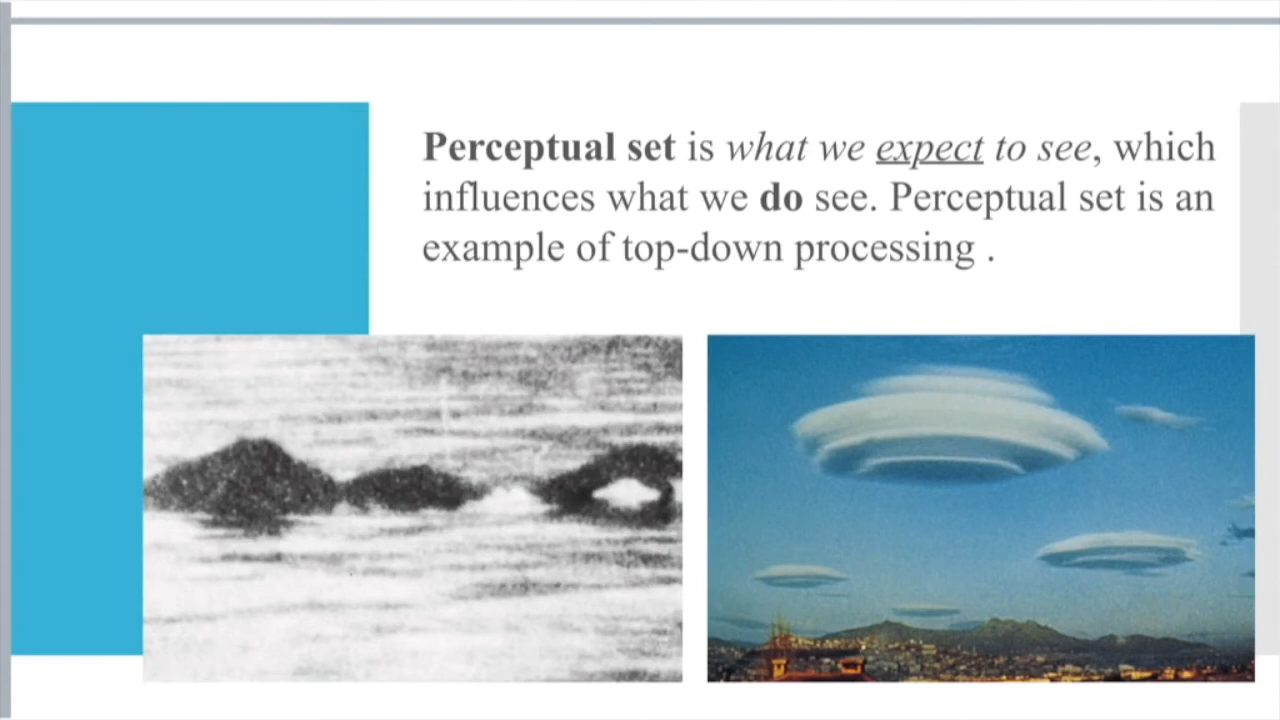 Perceptual set is what we expect to see, which
influences what we do see. Perceptual set is an
example of top-down processing .